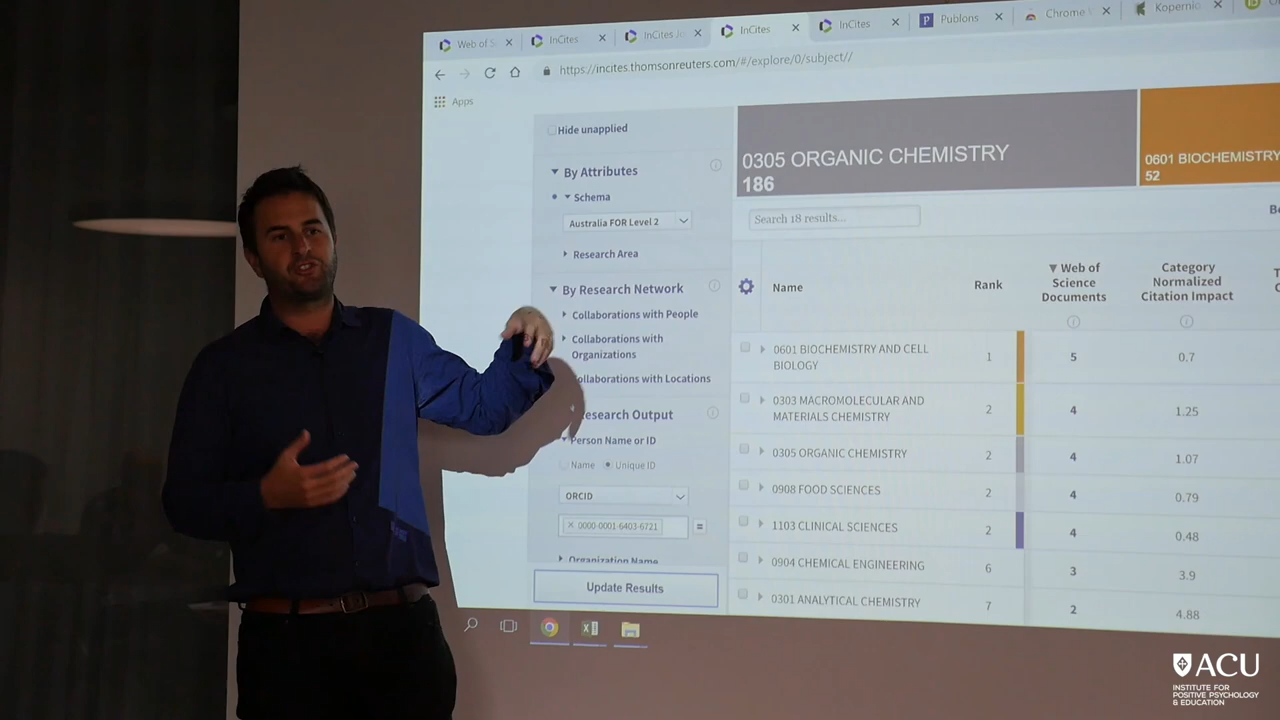 Web of S
InCites
InCites Jo
InCites
InCites
Publons
Chrome
Kopernic
https://incites.thomsonreuters.com/#/explore/0/subject//
Apps
Hide unapplied
By Attributes
Schema
Australia FOR Level 2
Research Area
By Research Network
Collaborations with People
Collaborations with
Organizations
ollaborations with Locations
esearch Output
Person Name or ID
Name
Unique ID
ORCID
× 0000-0001-6403-6721
=
Organization Name
Update Results
0305 ORGANIC CHEMISTRY
186
0601 BIOCHEMISTRY
52
Search 18 results...
Name
Rank
Web of
Science
Documents
Category
Normalized
Citation Impact
0601 BIOCHEMISTRY AND CELL
BIOLOGY
1
5
0.7
0303 MACROMOLECULAR AND
MATERIALS CHEMISTRY
2
4
1.25
0305 ORGANIC CHEMISTRY
2
4
1.07
0908 FOOD SCIENCES
2
4
0.79
1103 CLINICAL SCIENCES
2
4
0.48
0904 CHEMICAL ENGINEERING
6
3
3.9
0301 ANALYTICAL CHEMISTRY
7
2
4.88
ACU
INSTITUTE FOR
POSITIVE PSYCHOLOGY
& EDUCATION